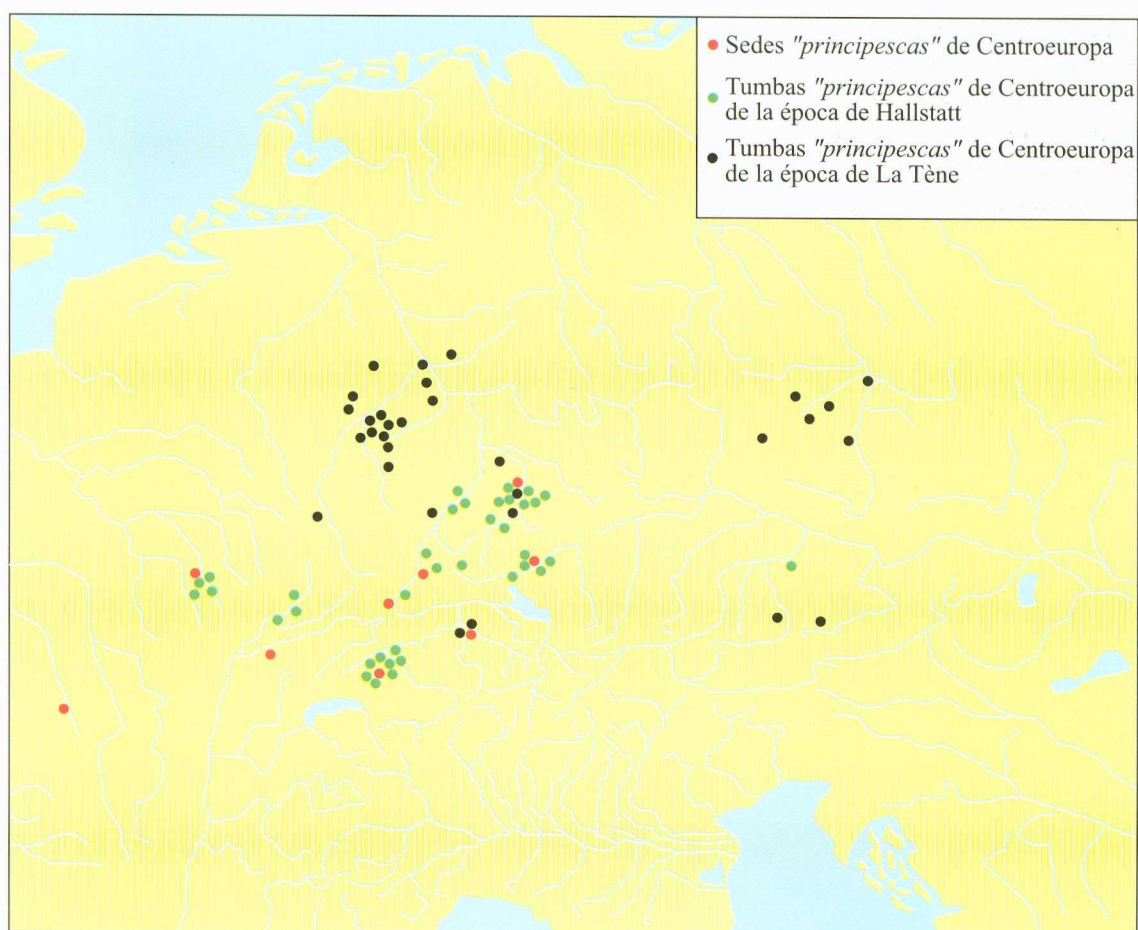 Sedes "principescas" de Centroeuropa
Tumbas "principescas" de Centroeuropa
de la época de Hallstatt
Tumbas "principescas" de Centroeuropa
de la época de La Tène